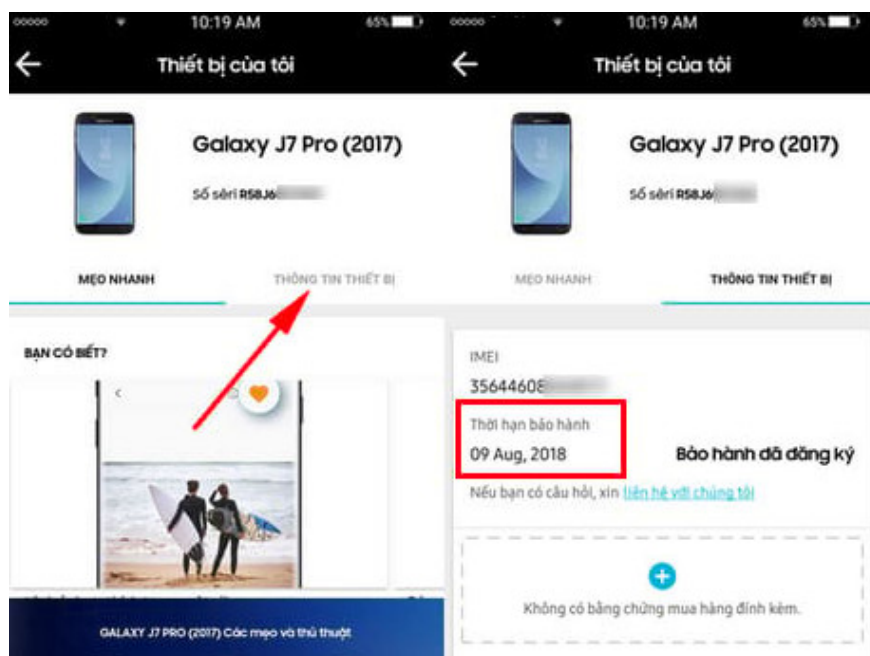 10:19 AM
65%
Thiết bị của tôi
Galaxy J7 Pro (2017)
Số sêri R58J6
MẸO NHANH
THÔNG TIN THIẾT BỊ
BẠN CÓ BIẾT?
GALAXY J7 PRO (2017) Các mẹo và thủ thuật
10:19 AM
65%
Thiết bị của tôi
Galaxy J7 Pro (2017)
Số sêri R58J6
MẸO NHANH
THÔNG TIN THIẾT BỊ
IMEI
35644608
Thời hạn bảo hành
09 Aug, 2018
Bảo hành đã đăng ký
Nếu bạn có câu hỏi, xin liên hệ với chúng tôi
Không có bằng chứng mua hàng đính kèm.